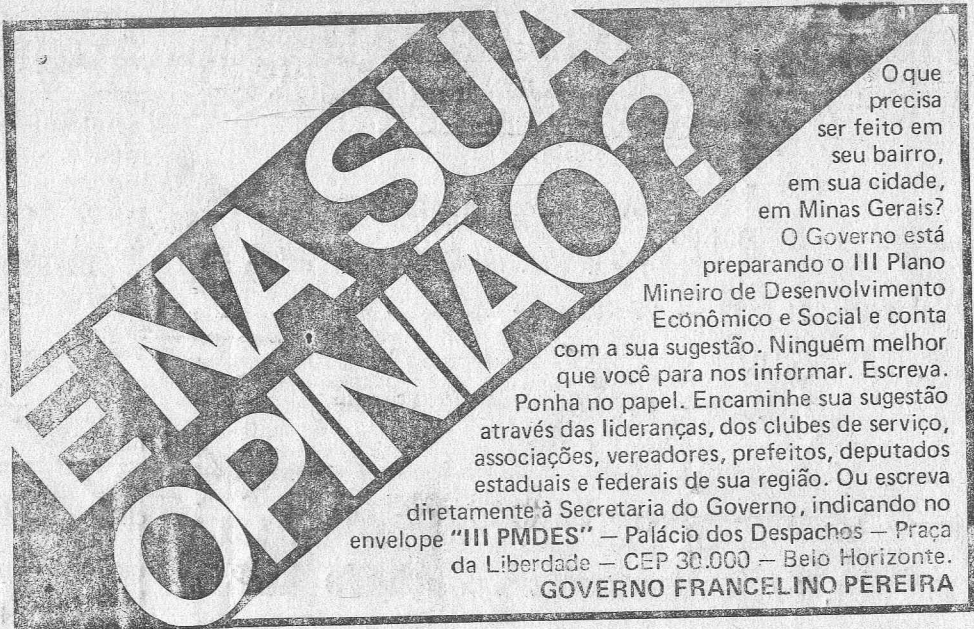 E NA SUA
OPINIÃO?
O que
precisa
ser feito em
seu bairro,
em sua cidade,
em Minas Gerais?
O Governo está
preparando o III Plano
Mineiro de Desenvolvimento
Econômico e Social e conta
com a sua sugestão. Ninguém melhor
que você para nos informar. Escreva.
Ponha no papel. Encaminhe sua sugestão
através das lideranças, dos clubes de serviço,
associações, vereadores, prefeitos, deputados
estaduais e federais de sua região. Ou escreva
diretamente à Secretaria do Governo, indicando no
envelope "III PMDES" — Palácio dos Despachos — Praça
da Liberdade — CEP 30.000 — Belo Horizonte.
GOVERNO FRANCELINO PEREIRA